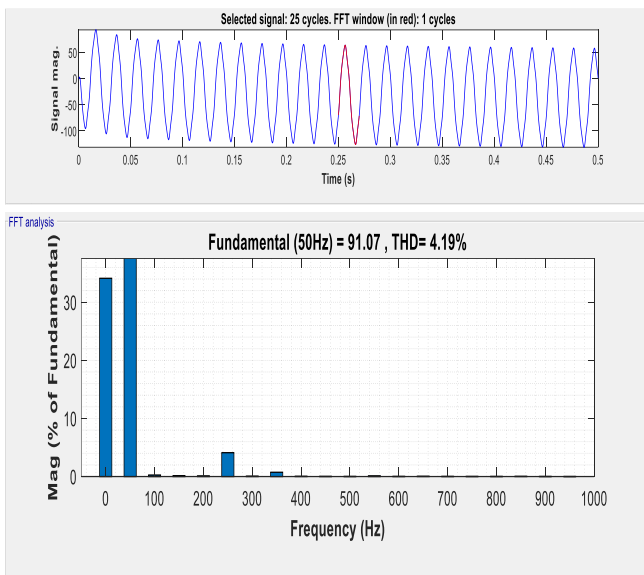 Selected signal: 25 cycles. FFT window (in red): 1 cycles
Signal mag.
50
0
-50
-100
0 0.05 0.1 0.15 0.2 0.25 0.3 0.35 0.4 0.45 0.5
Time (s)
FFT analysis
Fundamental (50Hz) = 91.07 , THD= 4.19%
Mag (% of Fundamental)
30
20
10
0
0 100 200 300 400 500 600 700 800 900 1000
Frequency (Hz)